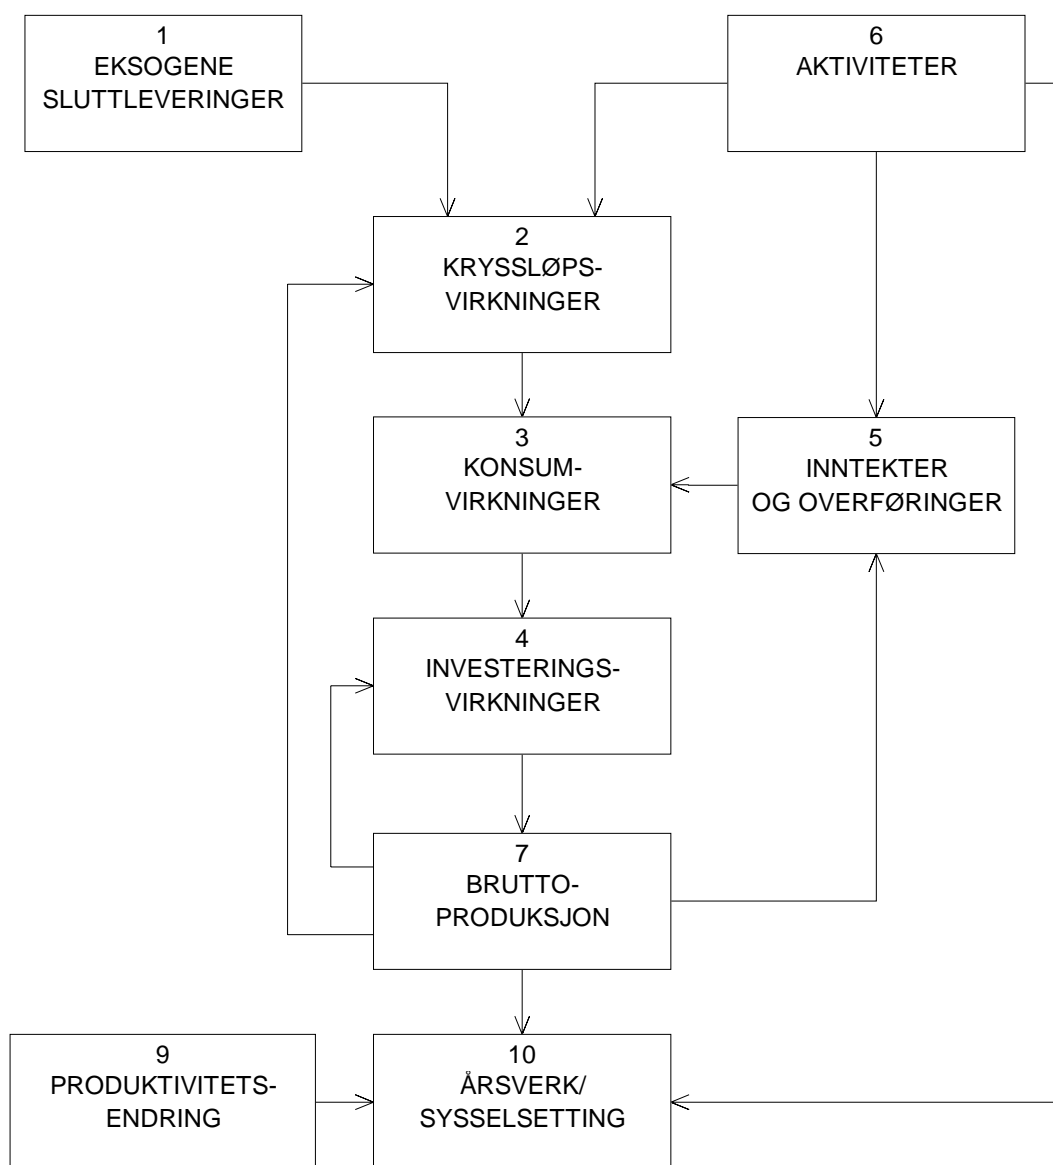 1
EKSOGENE
SLUTTLEVERINGER
6
AKTIVITETER
2
KRYSSLØPS-
VIRKNINGER
3
KONSUM-
VIRKNINGER
5
INNTEKTER
OG OVERFØRINGER
4
INVESTERINGS-
VIRKNINGER
7
BRUTTO-
PRODUKSJON
9
PRODUKTIVITETS-
ENDRING
10
ÅRSVERK/
SYSSELSETTING